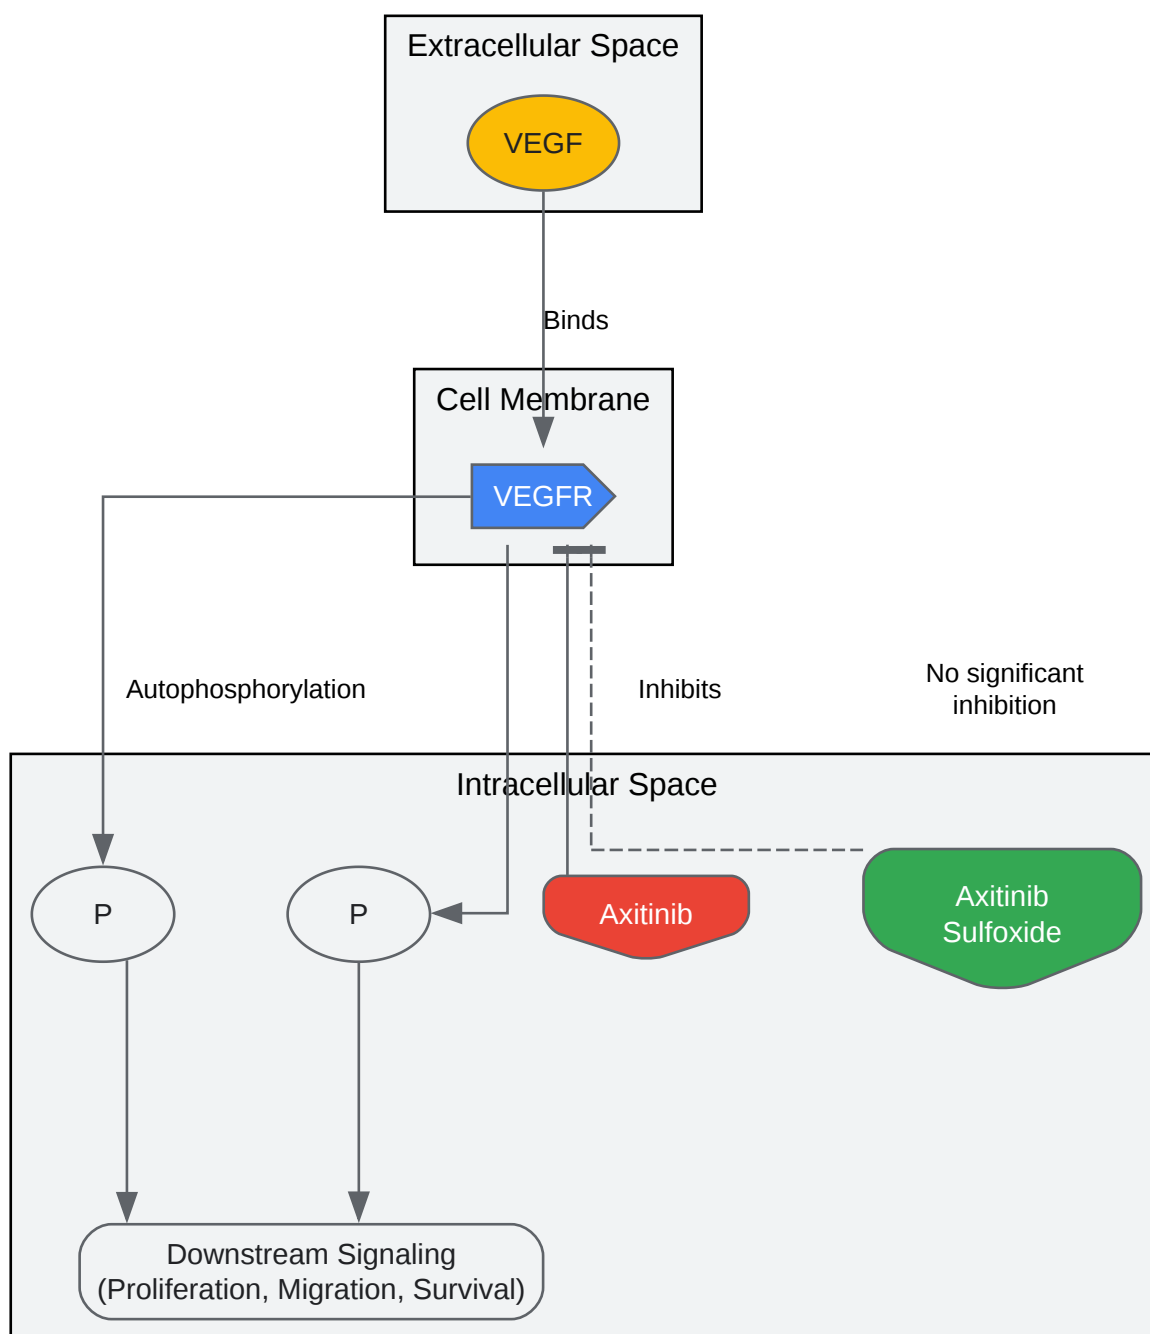 Extracellular Space
VEGF
Binds
Cell Membrane
VEGFR
Autophosphorylation
Inhibits
No significant
inhibition
Intracellular Space
P
P
Axitinib
Axitinib
Sulfoxide
Downstream Signaling
(Proliferation, Migration, Survival)